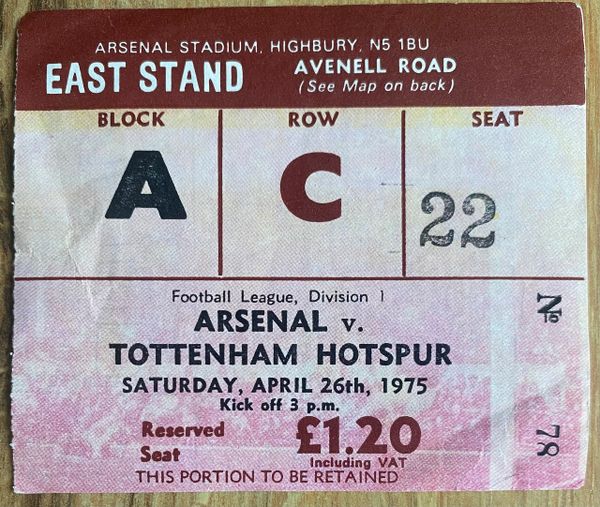 ARSENAL STADIUM, HIGHBURY, N5 1BU
EAST STAND
AVENELL ROAD
(See Map on back)
BLOCK ROW SEAT
A C 22
Football League, Division 1
ARSENAL v.
TOTTENHAM HOTSPUR
SATURDAY, APRIL 26th, 1975
Kick off 3 p.m.
Reserved
Seat
£1.20
Including VAT
THIS PORTION TO BE RETAINED
No
78